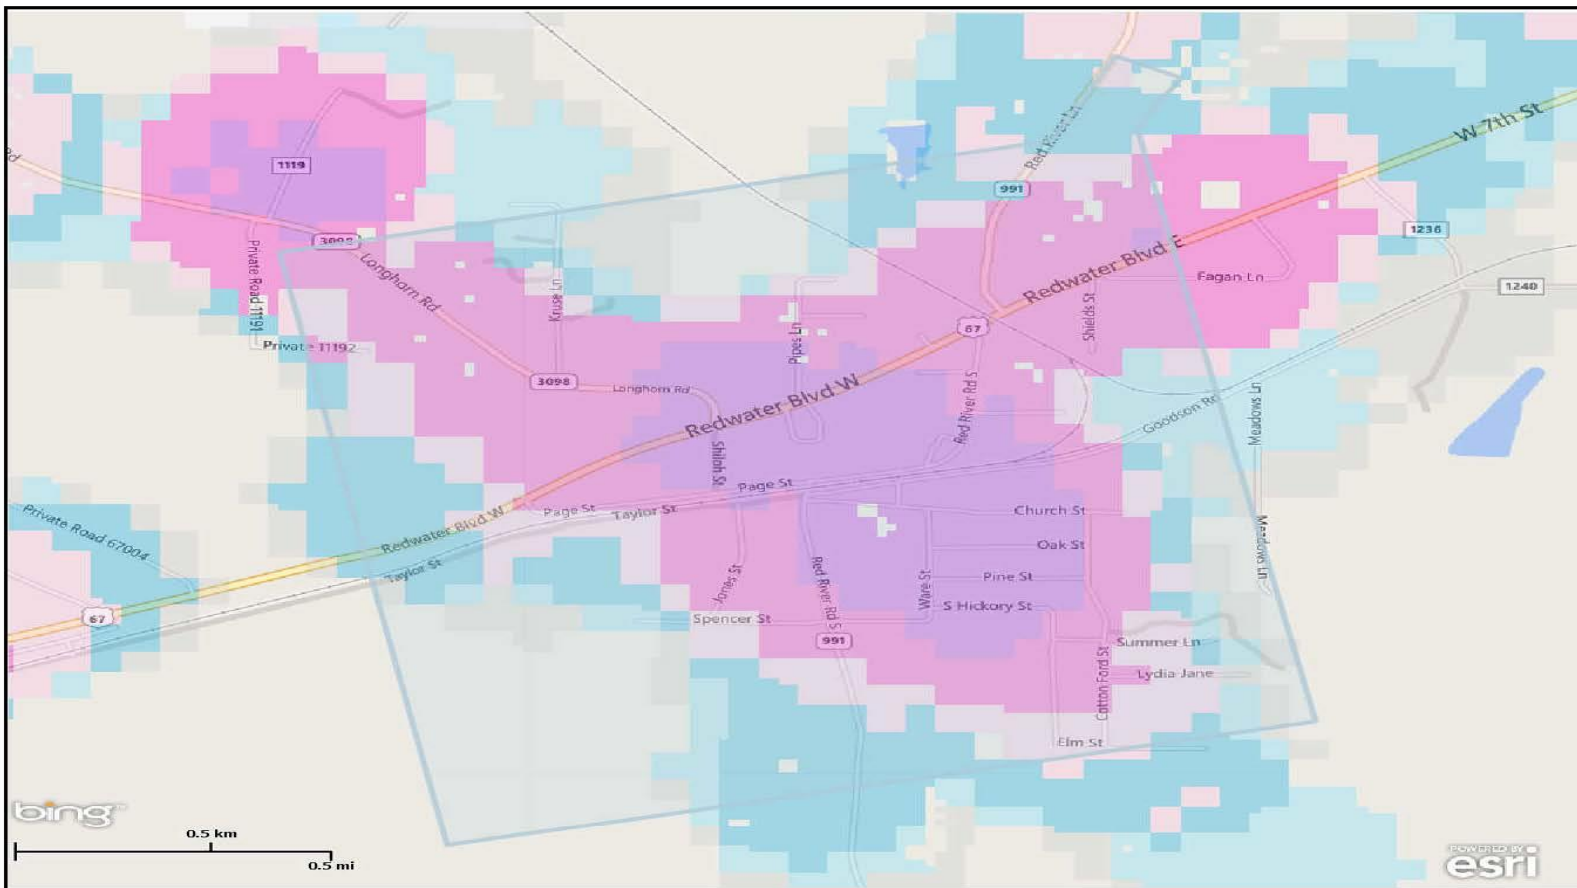 W 7th St
Red River Ln
1119
991
3098
1236
Redwater Blvd E
Private Road 11191
Longhorn Rd
Kruse Ln
Fagan Ln
1240
Shields St
67
Pipes Ln
Private 11192
3098
Longhorn Rd
Redwater Blvd W
Red River Rd S
Goodson Rd
Meadows Ln
Shiloh St
Page St
Page St
Taylor St
Church St
Private Road 67004
Redwater Blvd W
Meadows Ln
Oak St
Taylor St
Jones St
Red River Rd S
Ware St
Pine St
S Hickory St
67
Spencer St
991
Summer Ln
Cotton Ford St
Lydia Jane
Elm St
bing
0.5 km
0.5 mi
POWERED BY
esri